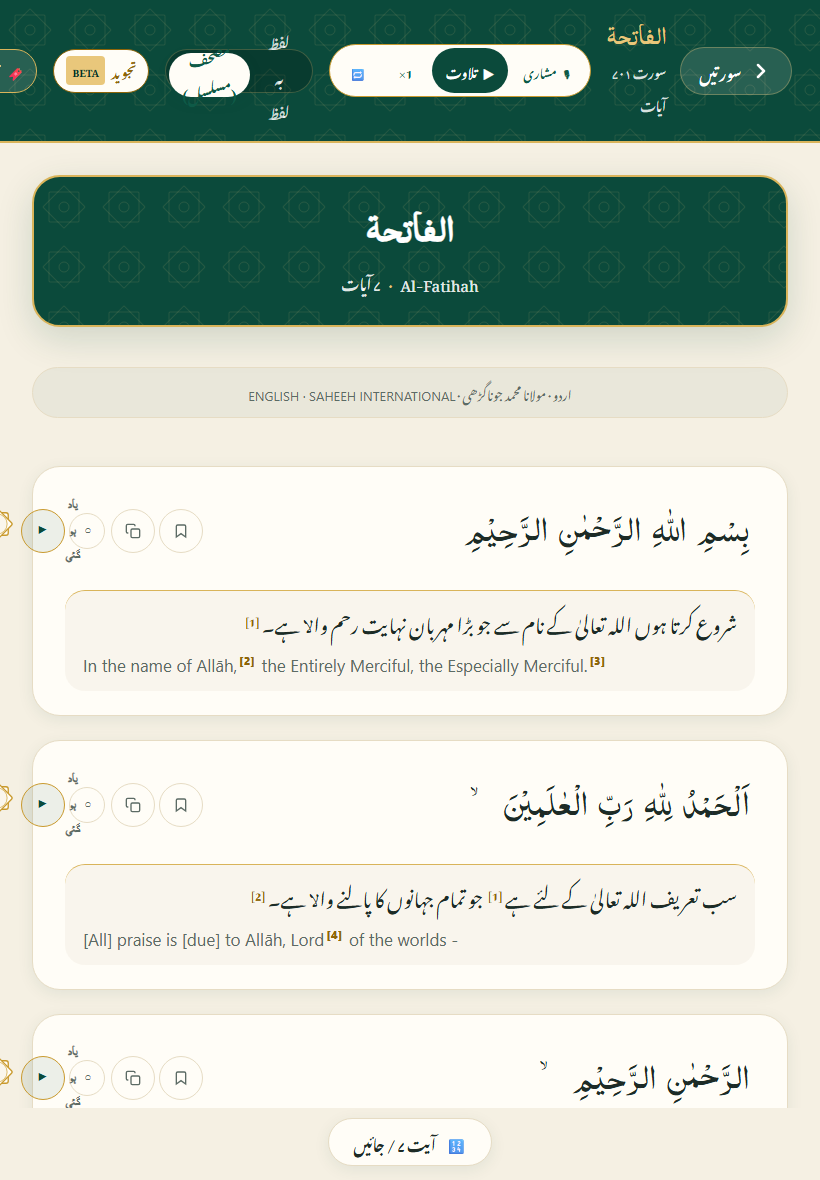 سورتیں
الفاتحة
سورت ۱ · ۷
آیات
مشاری
▶ تلاوت
۱×
لفظ
بہ
لفظ
مصحف
(مسلسل)
تجوید BETA
الفاتحة
Al-Fatihah · ۷ آیات
اردو · مولانا محمد جوناگڑھی · ENGLISH · SAHEEH INTERNATIONAL
بِسْمِ اللّٰهِ الرَّحْمٰنِ الرَّحِيْمِ
یاد
ہو
گئی
شروع کرتا ہوں اللہ تعالیٰ کے نام سے جو بڑا مہربان نہایت رحم والا ہے۔ [1]
In the name of Allāh,[2] the Entirely Merciful, the Especially Merciful.[3]
اَلْحَمْدُ لِلّٰهِ رَبِّ الْعٰلَمِيْنَ ۙ
یاد
ہو
گئی
سب تعریف اللہ تعالیٰ کے لئے ہے [1] جو تمام جہانوں کا پالنے والا ہے۔ [2]
[All] praise is [due] to Allāh, Lord[4] of the worlds -
الرَّحْمٰنِ الرَّحِيْمِ ۙ
یاد
ہو
گئی
آیت ۷ / جائیں